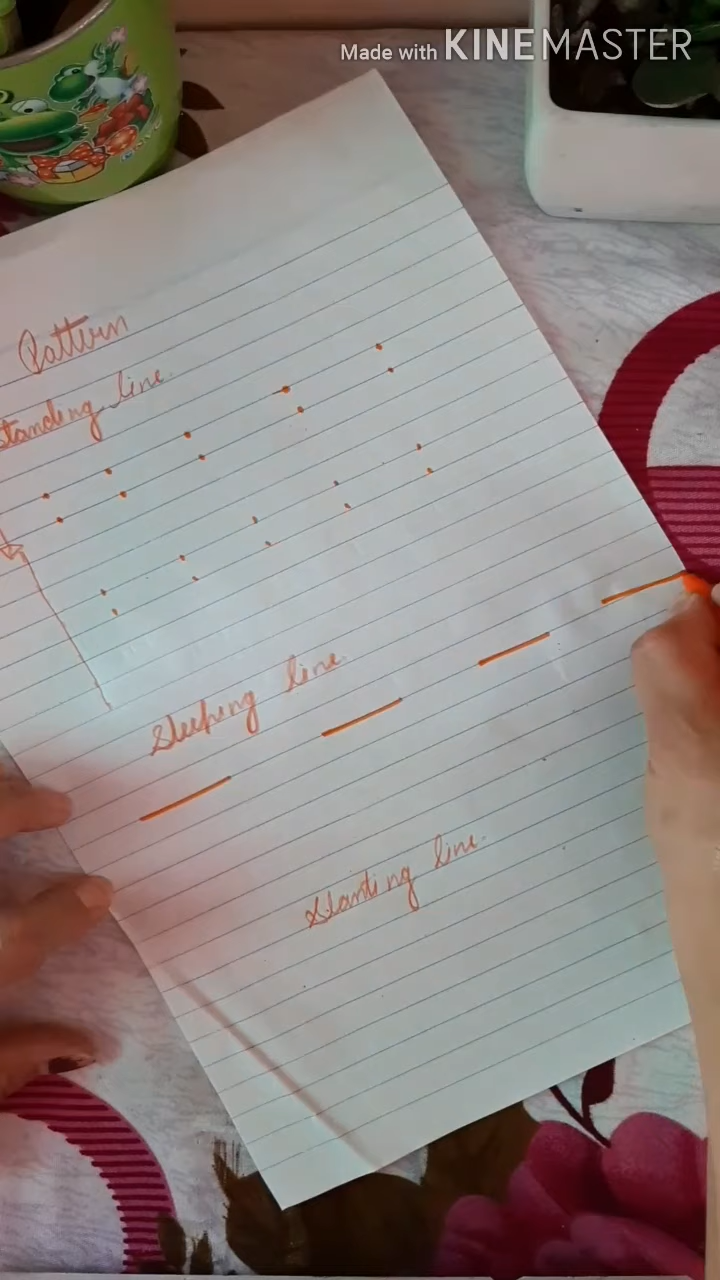 Made with KINEMASTER
Pattern
Standing line
Sleeping line
Slanting line